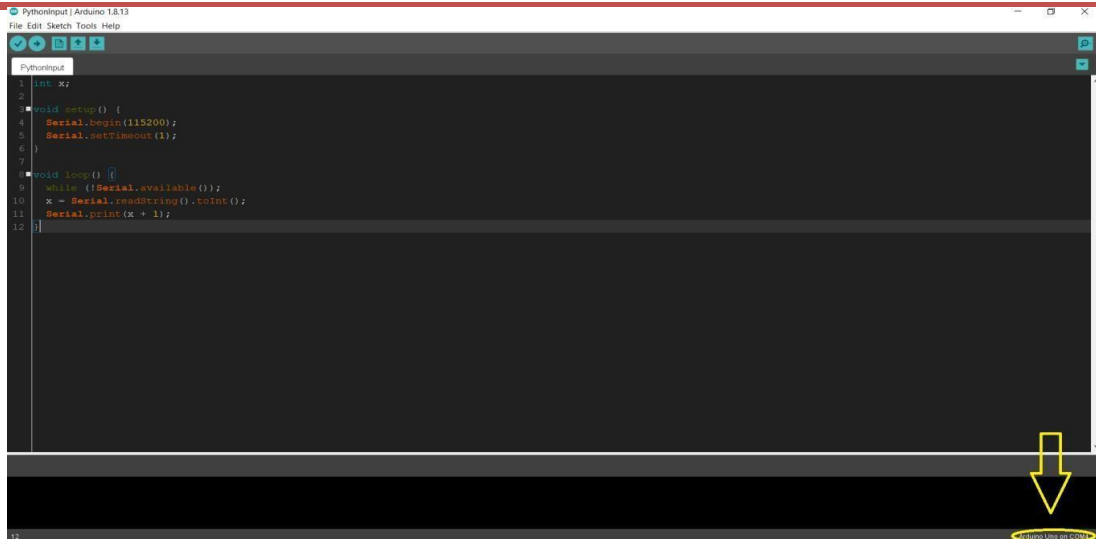 PythonInput | Arduino 1.8.13
File Edit Sketch Tools Help
PythonInput
1 int x;
2
3 void setup() {
4 Serial.begin(115200);
5 Serial.setTimeout(1);
6 }
7
8 void loop() {
9 while (!Serial.available());
10 x = Serial.readString().toInt();
11 Serial.print(x + 1);
12 }
12
Arduino Uno on COM4